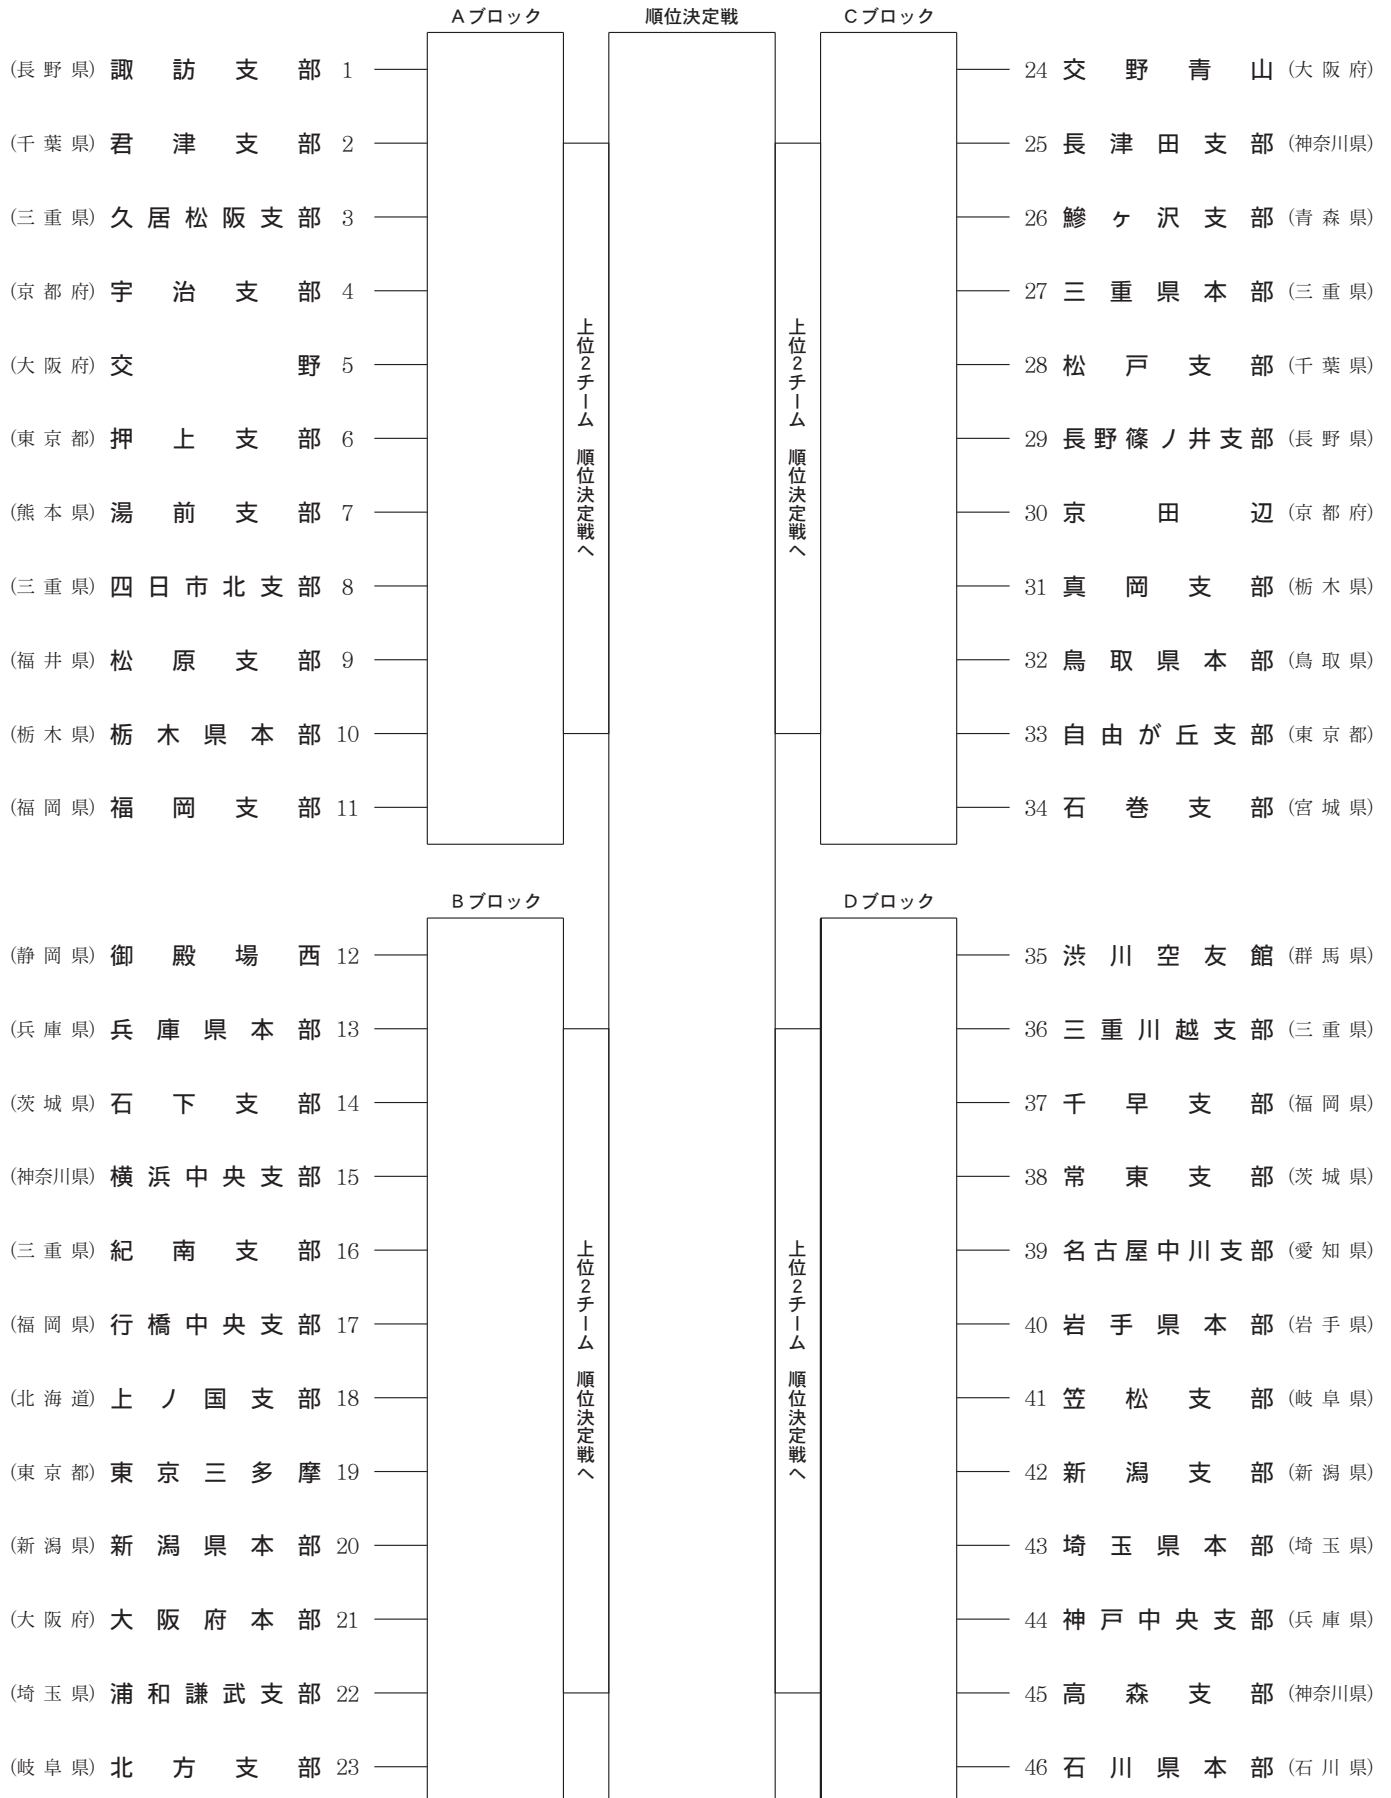 Aブロック
(長野県) 諏訪支部 1
(千葉県) 君津支部 2
(三重県) 久居松阪支部 3
(京都府) 宇治支部 4
(大阪府) 交野 5
(東京都) 押上支部 6
(熊本県) 湯前支部 7
(三重県) 四日市北支部 8
(福井県) 松原支部 9
(栃木県) 栃木県本部 10
(福岡県) 福岡支部 11
上位2チーム 順位決定戦へ
Bブロック
(静岡県) 御殿場西 12
(兵庫県) 兵庫県本部 13
(茨城県) 石下支部 14
(神奈川県) 横浜中央支部 15
(三重県) 紀南支部 16
(福岡県) 行橋中央支部 17
(北海道) 上ノ国支部 18
(東京都) 東京三多摩 19
(新潟県) 新潟県本部 20
(大阪府) 大阪府本部 21
(埼玉県) 浦和謙武支部 22
(岐阜県) 北方支部 23
上位2チーム 順位決定戦へ
順位決定戦
Cブロック
24 交野青山 (大阪府)
25 長津田支部 (神奈川県)
26 鰺ヶ沢支部 (青森県)
27 三重県本部 (三重県)
28 松戸支部 (千葉県)
29 長野篠ノ井支部 (長野県)
30 京田辺 (京都府)
31 真岡支部 (栃木県)
32 鳥取県本部 (鳥取県)
33 自由が丘支部 (東京都)
34 石巻支部 (宮城県)
上位2チーム 順位決定戦へ
Dブロック
35 渋川空友館 (群馬県)
36 三重川越支部 (三重県)
37 千早支部 (福岡県)
38 常東支部 (茨城県)
39 名古屋中川支部 (愛知県)
40 岩手県本部 (岩手県)
41 笠松支部 (岐阜県)
42 新潟支部 (新潟県)
43 埼玉県本部 (埼玉県)
44 神戸中央支部 (兵庫県)
45 高森支部 (神奈川県)
46 石川県本部 (石川県)
上位2チーム 順位決定戦へ